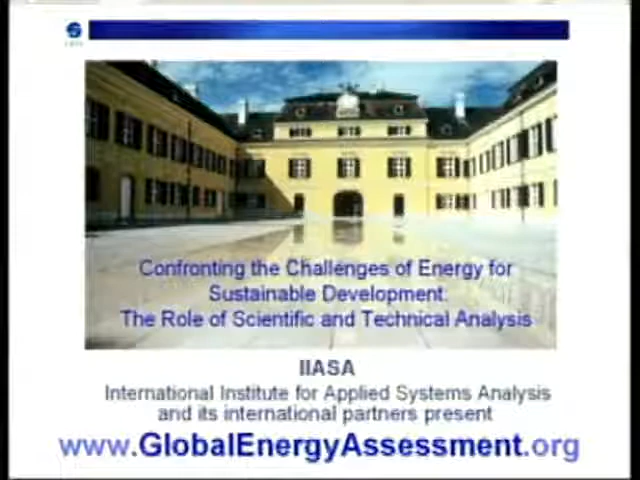 Confronting the Challenges of Energy for
Sustainable Development:
The Role of Scientific and Technical Analysis
IIASA
International Institute for Applied Systems Analysis
and its international partners present
www.GlobalEnergyAssessment.org